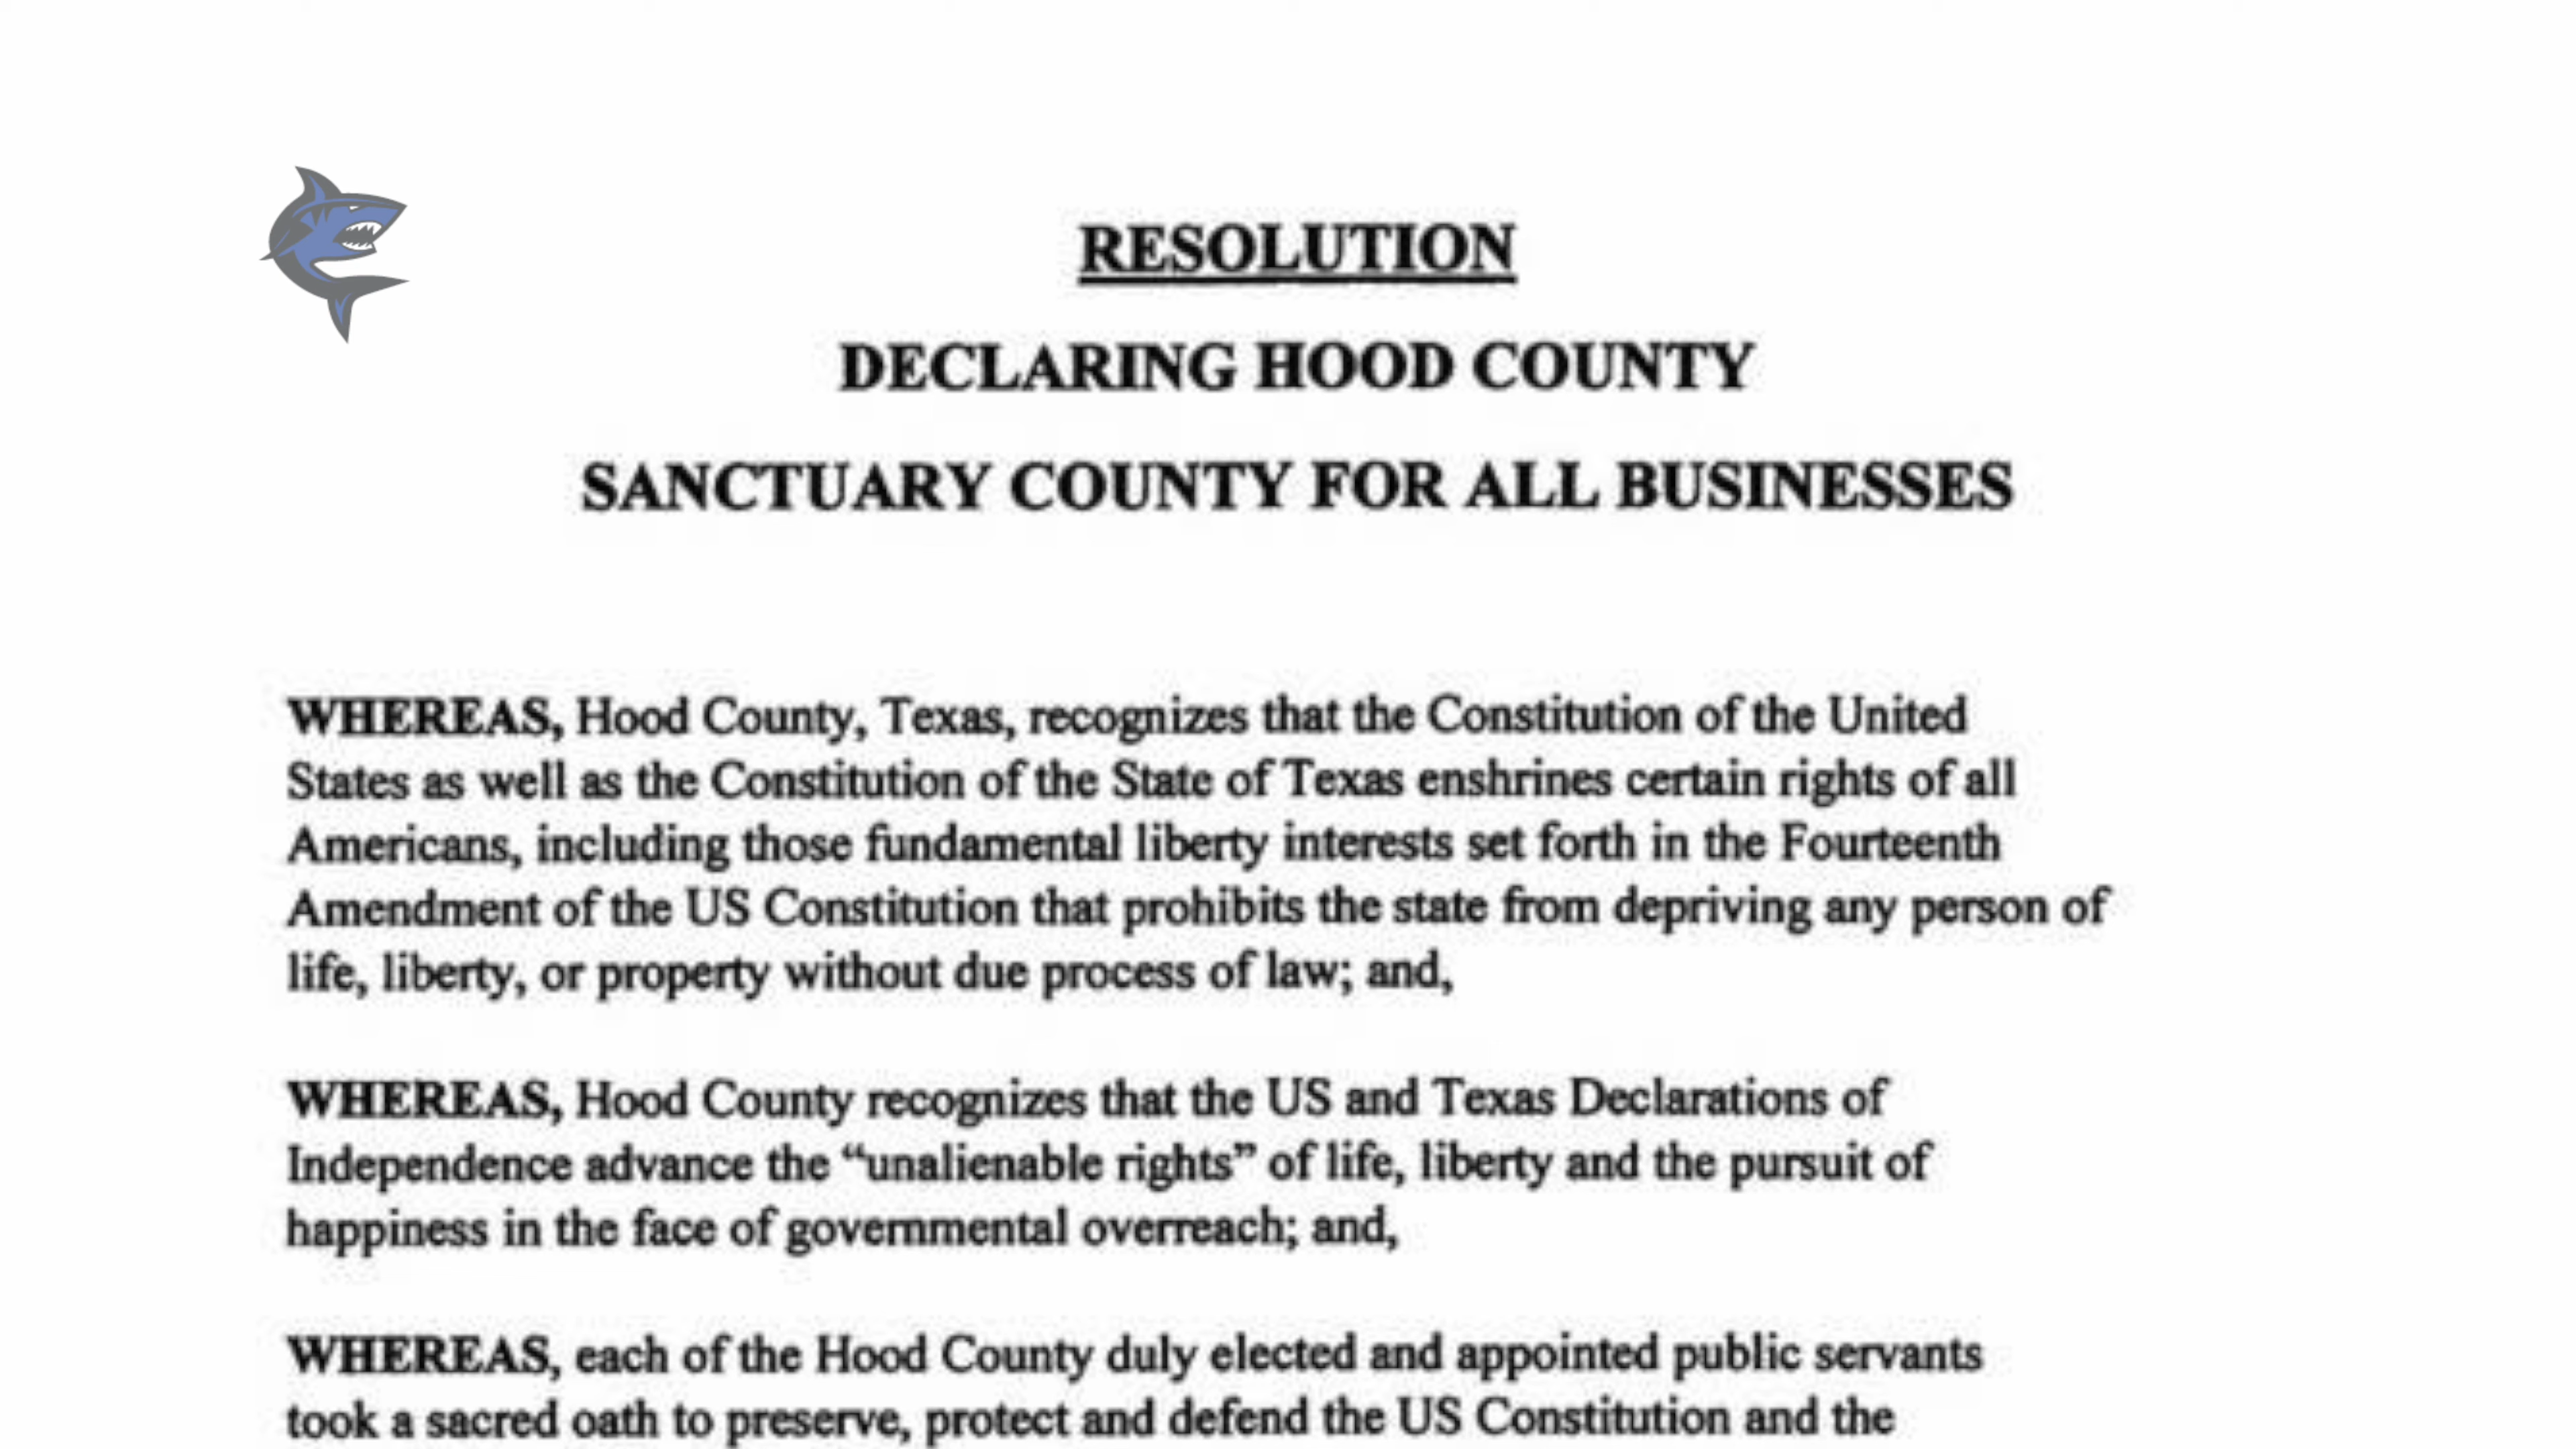 RESOLUTION
DECLARING HOOD COUNTY
SANCTUARY COUNTY FOR ALL BUSINESSES
WHEREAS, Hood County, Texas, recognizes that the Constitution of the United
States as well as the Constitution of the State of Texas enshrines certain rights of all
Americans, including those fundamental liberty interests set forth in the Fourteenth
Amendment of the US Constitution that prohibits the state from depriving any person of
life, liberty, or property without due process of law; and,
WHEREAS, Hood County recognizes that the US and Texas Declarations of
Independence advance the “unalienable rights” of life, liberty and the pursuit of
happiness in the face of governmental overreach; and,
WHEREAS, each of the Hood County duly elected and appointed public servants
took a sacred oath to preserve, protect and defend the US Constitution and the